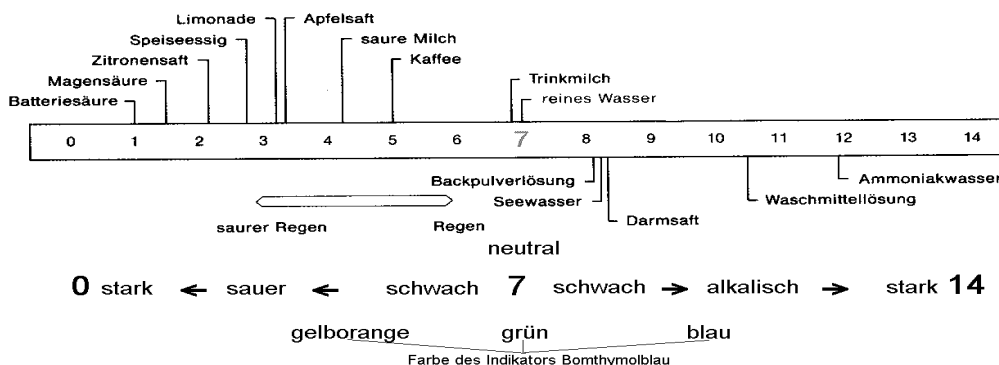 Limonade Apfelsaft
Speiseessig saure Milch
Zitronensaft Kaffee
Magensäure Trinkmilch
Batteriesäure reines Wasser
0 1 2 3 4 5 6 7 8 9 10 11 12 13 14
Backpulverlösung Ammoniakwasser
Seewasser Waschmittellösung
saurer Regen Regen Darmsaft
neutral
0 stark sauer schwach 7 schwach alkalisch stark 14
gelborange grün blau
Farbe des Indikators Bomthymolblau